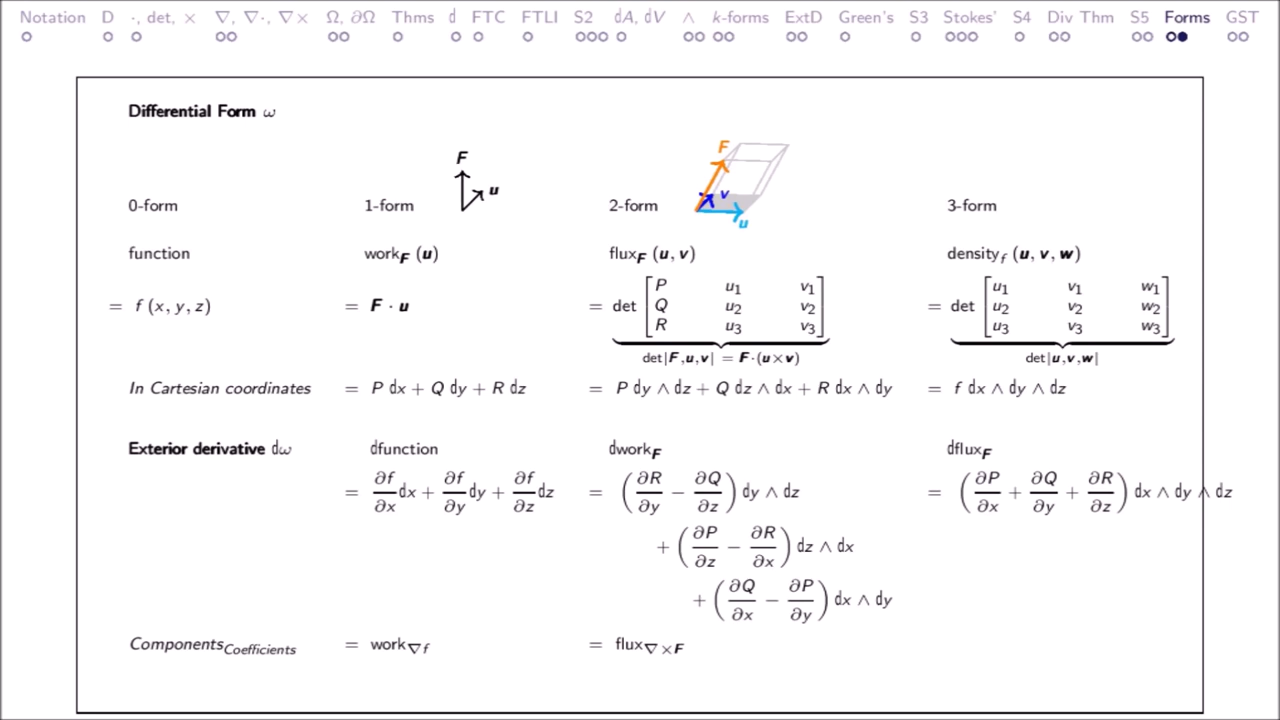 Notation D ·, det, × ∇, ∇·, ∇× Ω, ∂Ω Thms d FTC FTLI S2 dA, dV ∧ k-forms ExtD Green's S3 Stokes' S4 Div Thm S5 Forms GST
Differential Form ω
F
u
F
v
u
0-form 1-form 2-form 3-form
function work_F (u) flux_F (u, v) density_f (u, v, w)
= f (x, y, z) = F · u = det [P u₁ v₁; Q u₂ v₂; R u₃ v₃] = det [u₁ v₁ w₁; u₂ v₂ w₂; u₃ v₃ w₃]
det|F,u,v| = F·(u×v) det|u,v,w|
In Cartesian coordinates = P dx + Q dy + R dz = P dy ∧ dz + Q dz ∧ dx + R dx ∧ dy = f dx ∧ dy ∧ dz
Exterior derivative dω dfunction dwork_F dflux_F
= ∂f/∂x dx + ∂f/∂y dy + ∂f/∂z dz = (∂R/∂y − ∂Q/∂z) dy ∧ dz = (∂P/∂x + ∂Q/∂y + ∂R/∂z) dx ∧ dy ∧ dz
+ (∂P/∂z − ∂R/∂x) dz ∧ dx
+ (∂Q/∂x − ∂P/∂y) dx ∧ dy
Components_Coefficients = work_∇f = flux_∇×F